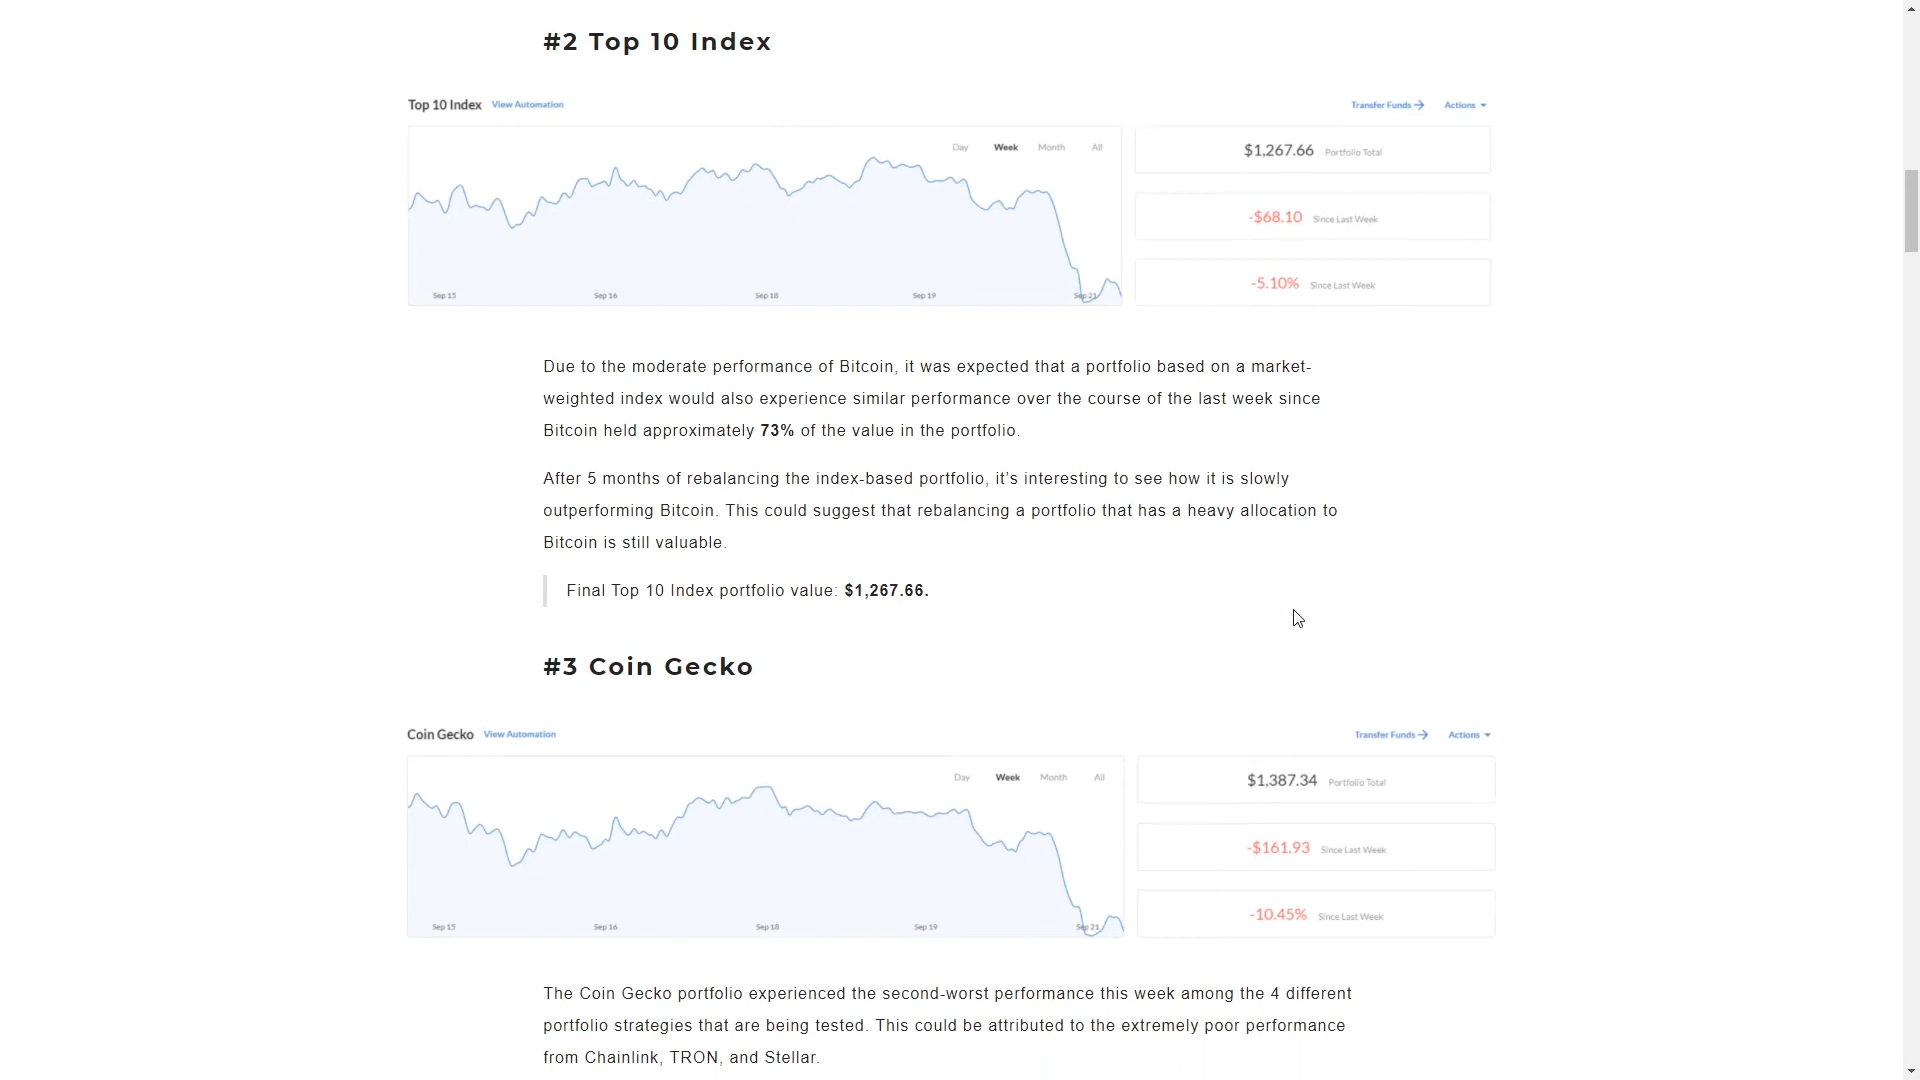 #2 Top 10 Index
Top 10 Index View Automation
Transfer Funds Actions
Day Week Month All
$1,267.66 Portfolio Total
-$68.10 Since Last Week
-5.10% Since Last Week
Sep 15 Sep 16 Sep 18 Sep 19 Sep 21
Due to the moderate performance of Bitcoin, it was expected that a portfolio based on a market-
weighted index would also experience similar performance over the course of the last week since
Bitcoin held approximately 73% of the value in the portfolio.
After 5 months of rebalancing the index-based portfolio, it’s interesting to see how it is slowly
outperforming Bitcoin. This could suggest that rebalancing a portfolio that has a heavy allocation to
Bitcoin is still valuable.
Final Top 10 Index portfolio value: $1,267.66.
#3 Coin Gecko
Coin Gecko View Automation
Transfer Funds Actions
Day Week Month All
$1,387.34 Portfolio Total
-$161.93 Since Last Week
-10.45% Since Last Week
Sep 15 Sep 16 Sep 18 Sep 19 Sep 21
The Coin Gecko portfolio experienced the second-worst performance this week among the 4 different
portfolio strategies that are being tested. This could be attributed to the extremely poor performance
from Chainlink, TRON, and Stellar.